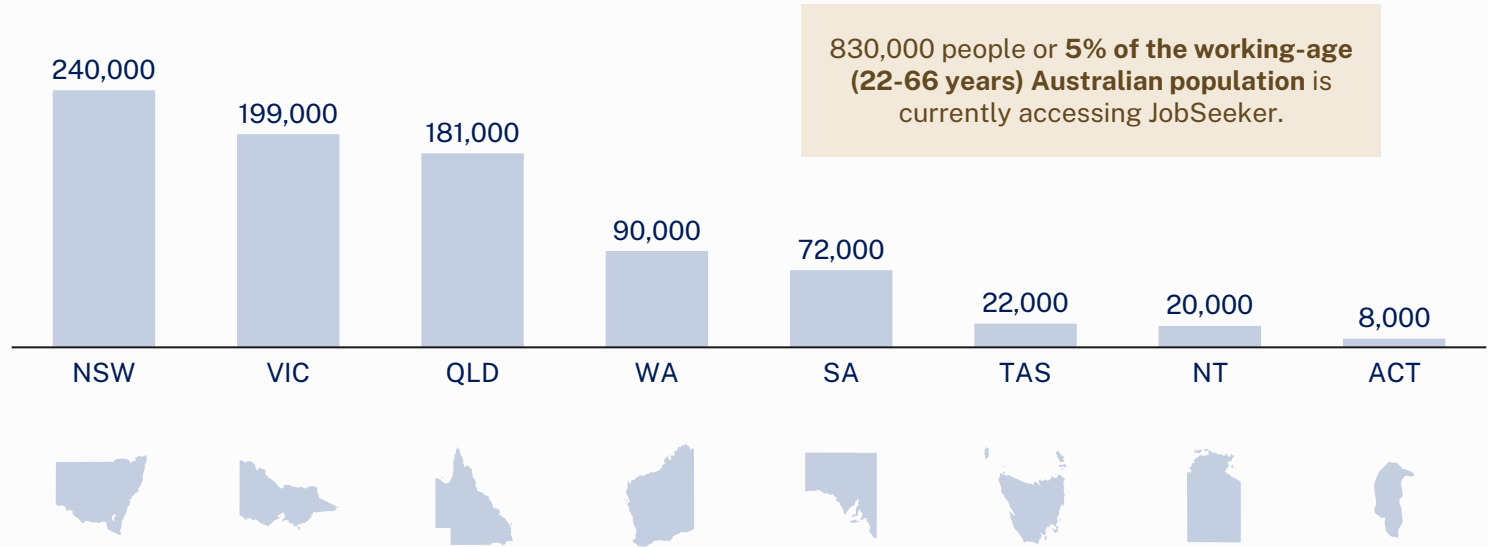 830,000 people or 5% of the working-age
(22-66 years) Australian population is
currently accessing JobSeeker.
240,000
199,000
181,000
90,000
72,000
22,000
20,000
8,000
NSW
VIC
QLD
WA
SA
TAS
NT
ACT